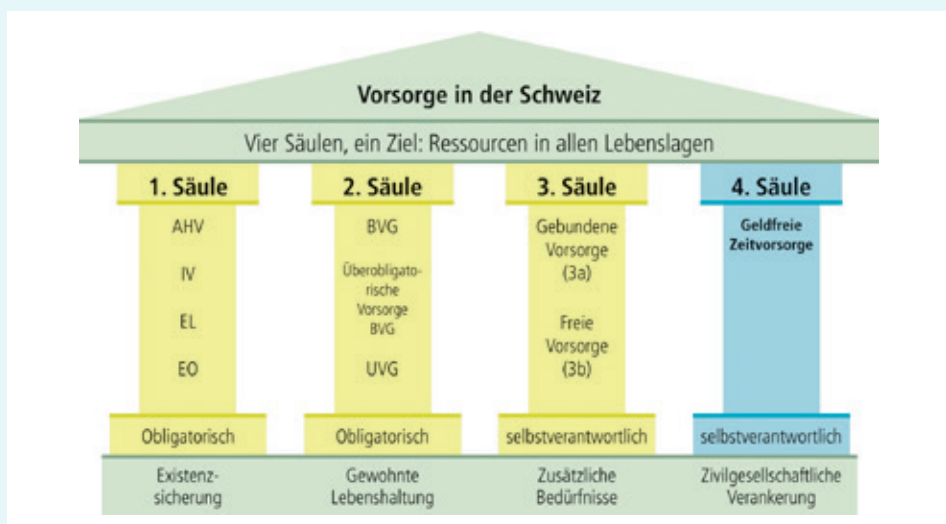 Vorsorge in der Schweiz
Vier Säulen, ein Ziel: Ressourcen in allen Lebenslagen
1. Säule
AHV
IV
EL
EO
Obligatorisch
Existenz-
sicherung
2. Säule
BVG
Überobligato-
rische
Vorsorge
BVG
UVG
Obligatorisch
Gewohnte
Lebenshaltung
3. Säule
Gebundene
Vorsorge
(3a)
Freie
Vorsorge
(3b)
selbstverantwortlich
Zusätzliche
Bedürfnisse
4. Säule
Geldfreie
Zeitvorsorge
selbstverantwortlich
Zivilgesellschaftliche
Verankerung